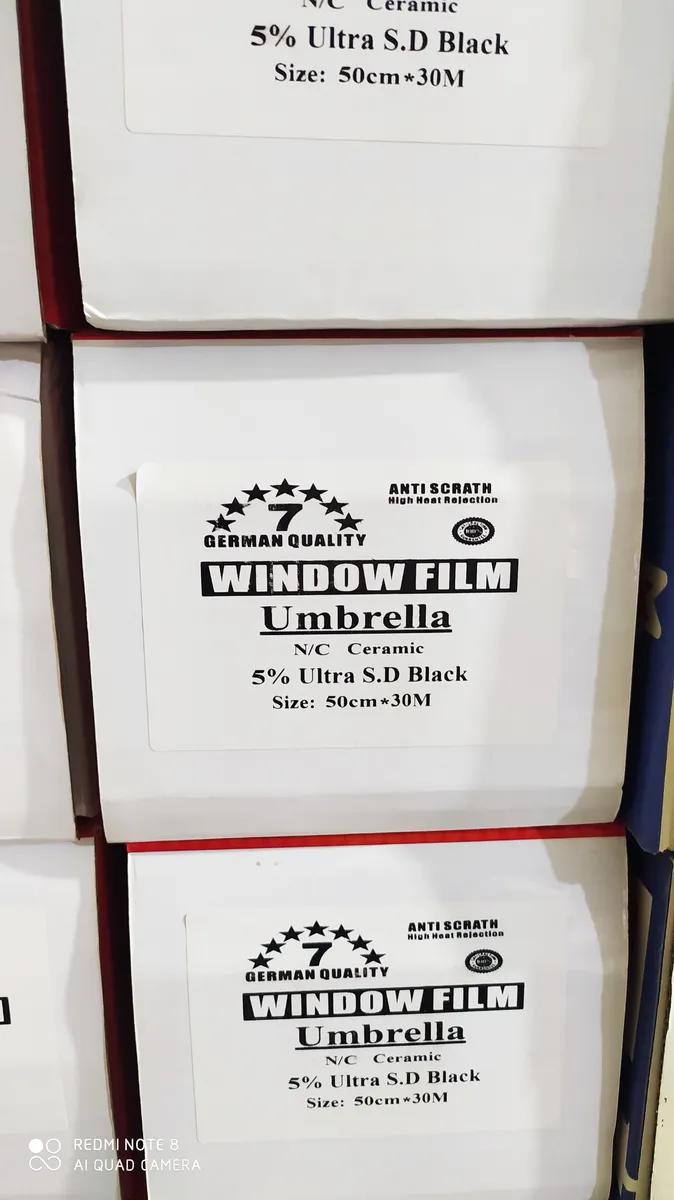 N/C Ceramic
5% Ultra S.D Black
Size: 50cm*30M
7
GERMAN QUALITY
ANTI SCRATH
High Heat Rejection
WINDOW FILM
Umbrella
N/C Ceramic
5% Ultra S.D Black
Size: 50cm*30M
7
GERMAN QUALITY
ANTI SCRATH
High Heat Rejection
WINDOW FILM
Umbrella
N/C Ceramic
5% Ultra S.D Black
Size: 50cm*30M
REDMI NOTE 8
AI QUAD CAMERA